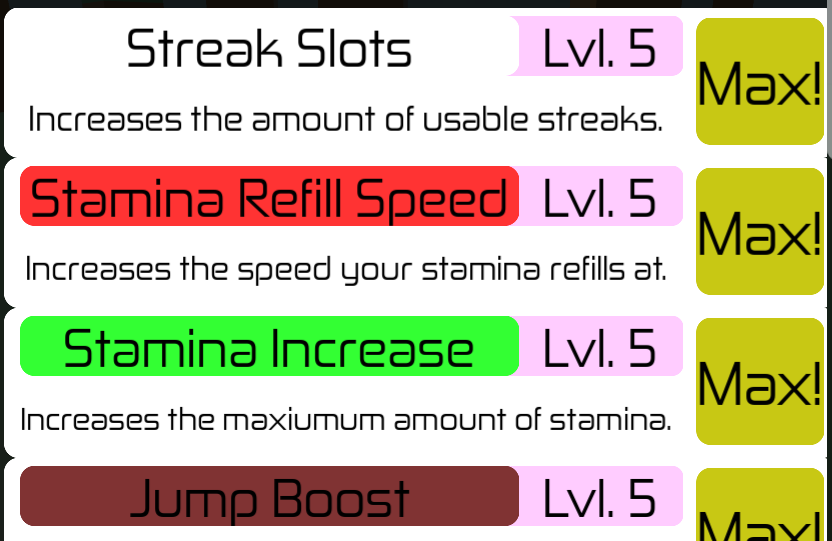 Streak Slots Lvl. 5 Max!
Increases the amount of usable streaks.
Stamina Refill Speed Lvl. 5 Max!
Increases the speed your stamina refills at.
Stamina Increase Lvl. 5 Max!
Increases the maxiumum amount of stamina.
Jump Boost Lvl. 5 Max!